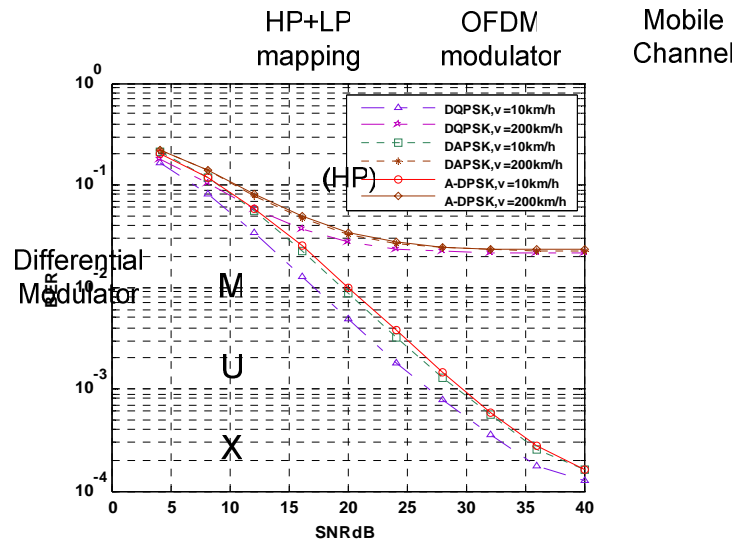 HP+LP
mapping
OFDM
modulator
Mobile
Channel
10^0
DQPSK,v=10km/h
DQPSK,v=200km/h
DAPSK,v=10km/h
DAPSK,v=200km/h
A-DPSK,v=10km/h
A-DPSK,v=200km/h
10^-1
(HP)
Differential
Modulator
BER
10^-2
M
U
10^-3
X
10^-4
0 5 10 15 20 25 30 35 40
SNRdB